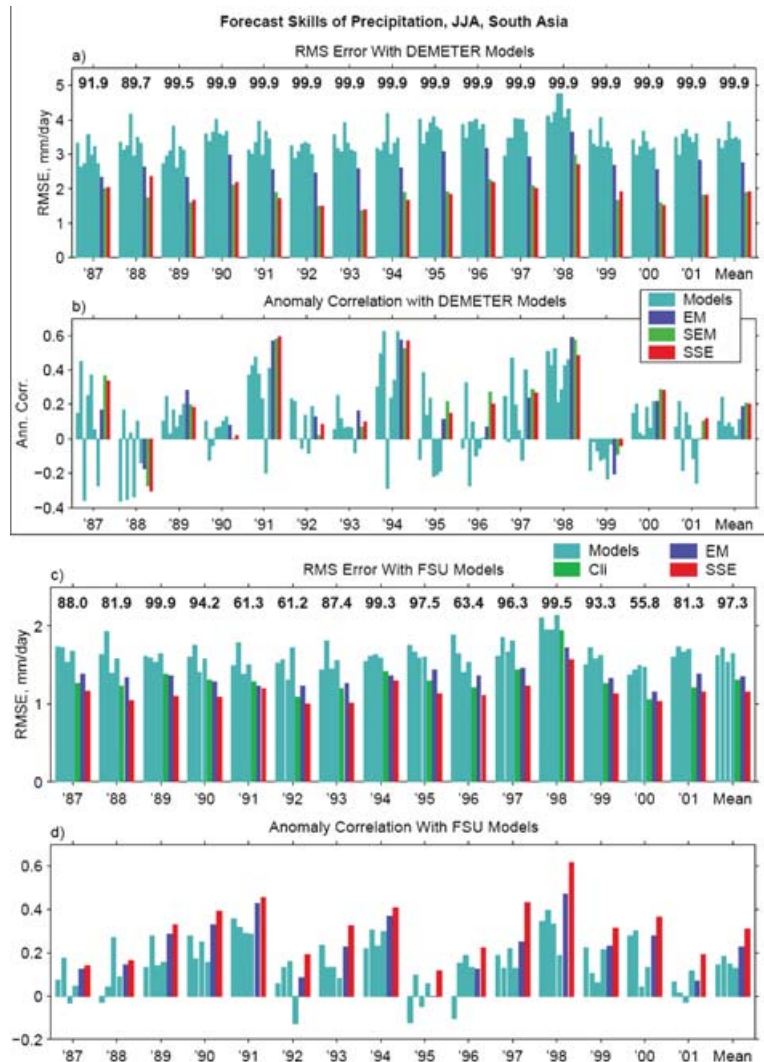 Forecast Skills of Precipitation, JJA, South Asia
a) RMS Error With DEMETER Models
91.9 89.7 99.5 99.9 99.9 99.9 99.9 99.9 99.9 99.9 99.9 99.9 99.9 99.9 99.9 99.9
RMSE, mm/day
5
4
3
2
1
0
'87 '88 '89 '90 '91 '92 '93 '94 '95 '96 '97 '98 '99 '00 '01 Mean
b) Anomaly Correlation with DEMETER Models
Models
EM
SEM
SSE
Ann. Corr.
0.6
0.4
0.2
0
−0.2
−0.4
'87 '88 '89 '90 '91 '92 '93 '94 '95 '96 '97 '98 '99 '00 '01 Mean
Models EM
Cli SSE
c) RMS Error With FSU Models
88.0 81.9 99.9 94.2 61.3 61.2 87.4 99.3 97.5 63.4 96.3 99.5 93.3 55.8 81.3 97.3
RMSE, mm/day
2
1
0
'87 '88 '89 '90 '91 '92 '93 '94 '95 '96 '97 '98 '99 '00 '01 Mean
d) Anomaly Correlation With FSU Models
0.6
0.4
0.2
0
−0.2
'87 '88 '89 '90 '91 '92 '93 '94 '95 '96 '97 '98 '99 '00 '01 Mean